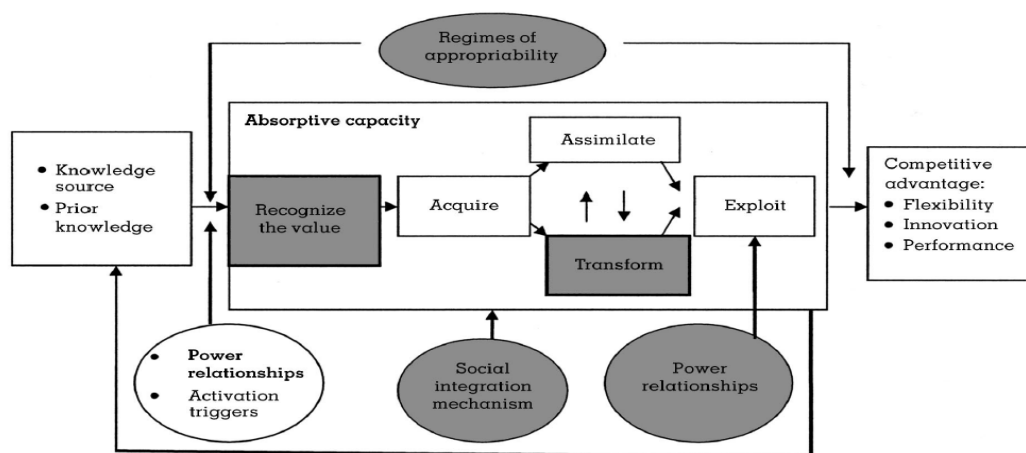 Regimes of
appropriability
Absorptive capacity
Assimilate
• Knowledge
source
• Prior
knowledge
Recognize
the value
Acquire
Exploit
Transform
Competitive
advantage:
• Flexibility
• Innovation
• Performance
• Power
relationships
• Activation
triggers
Social
integration
mechanism
Power
relationships